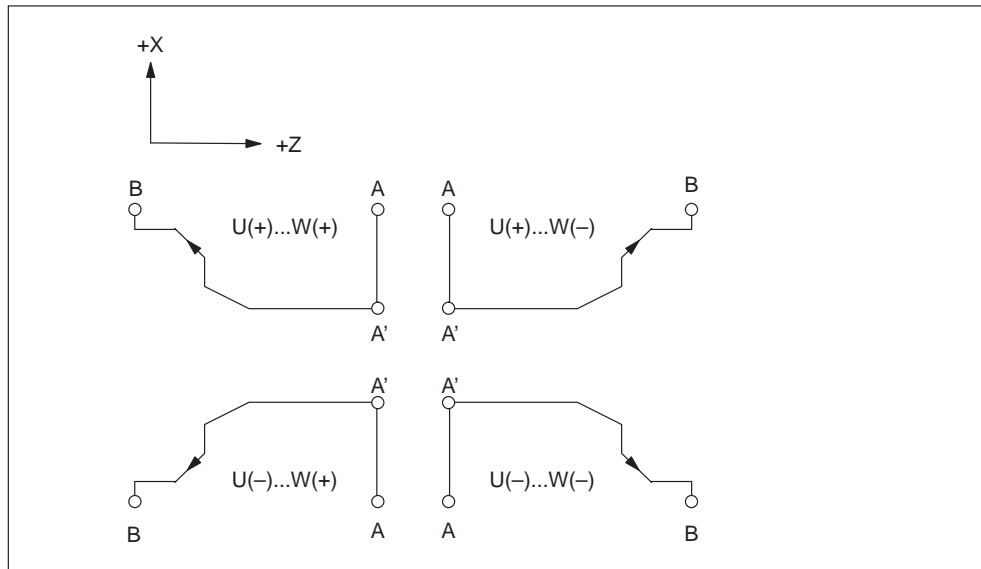 +X
+Z
B A A B
U(+)...W(+) U(+)...W(–)
A' A'
A' A'
U(–)...W(+) U(–)...W(–)
B A A B